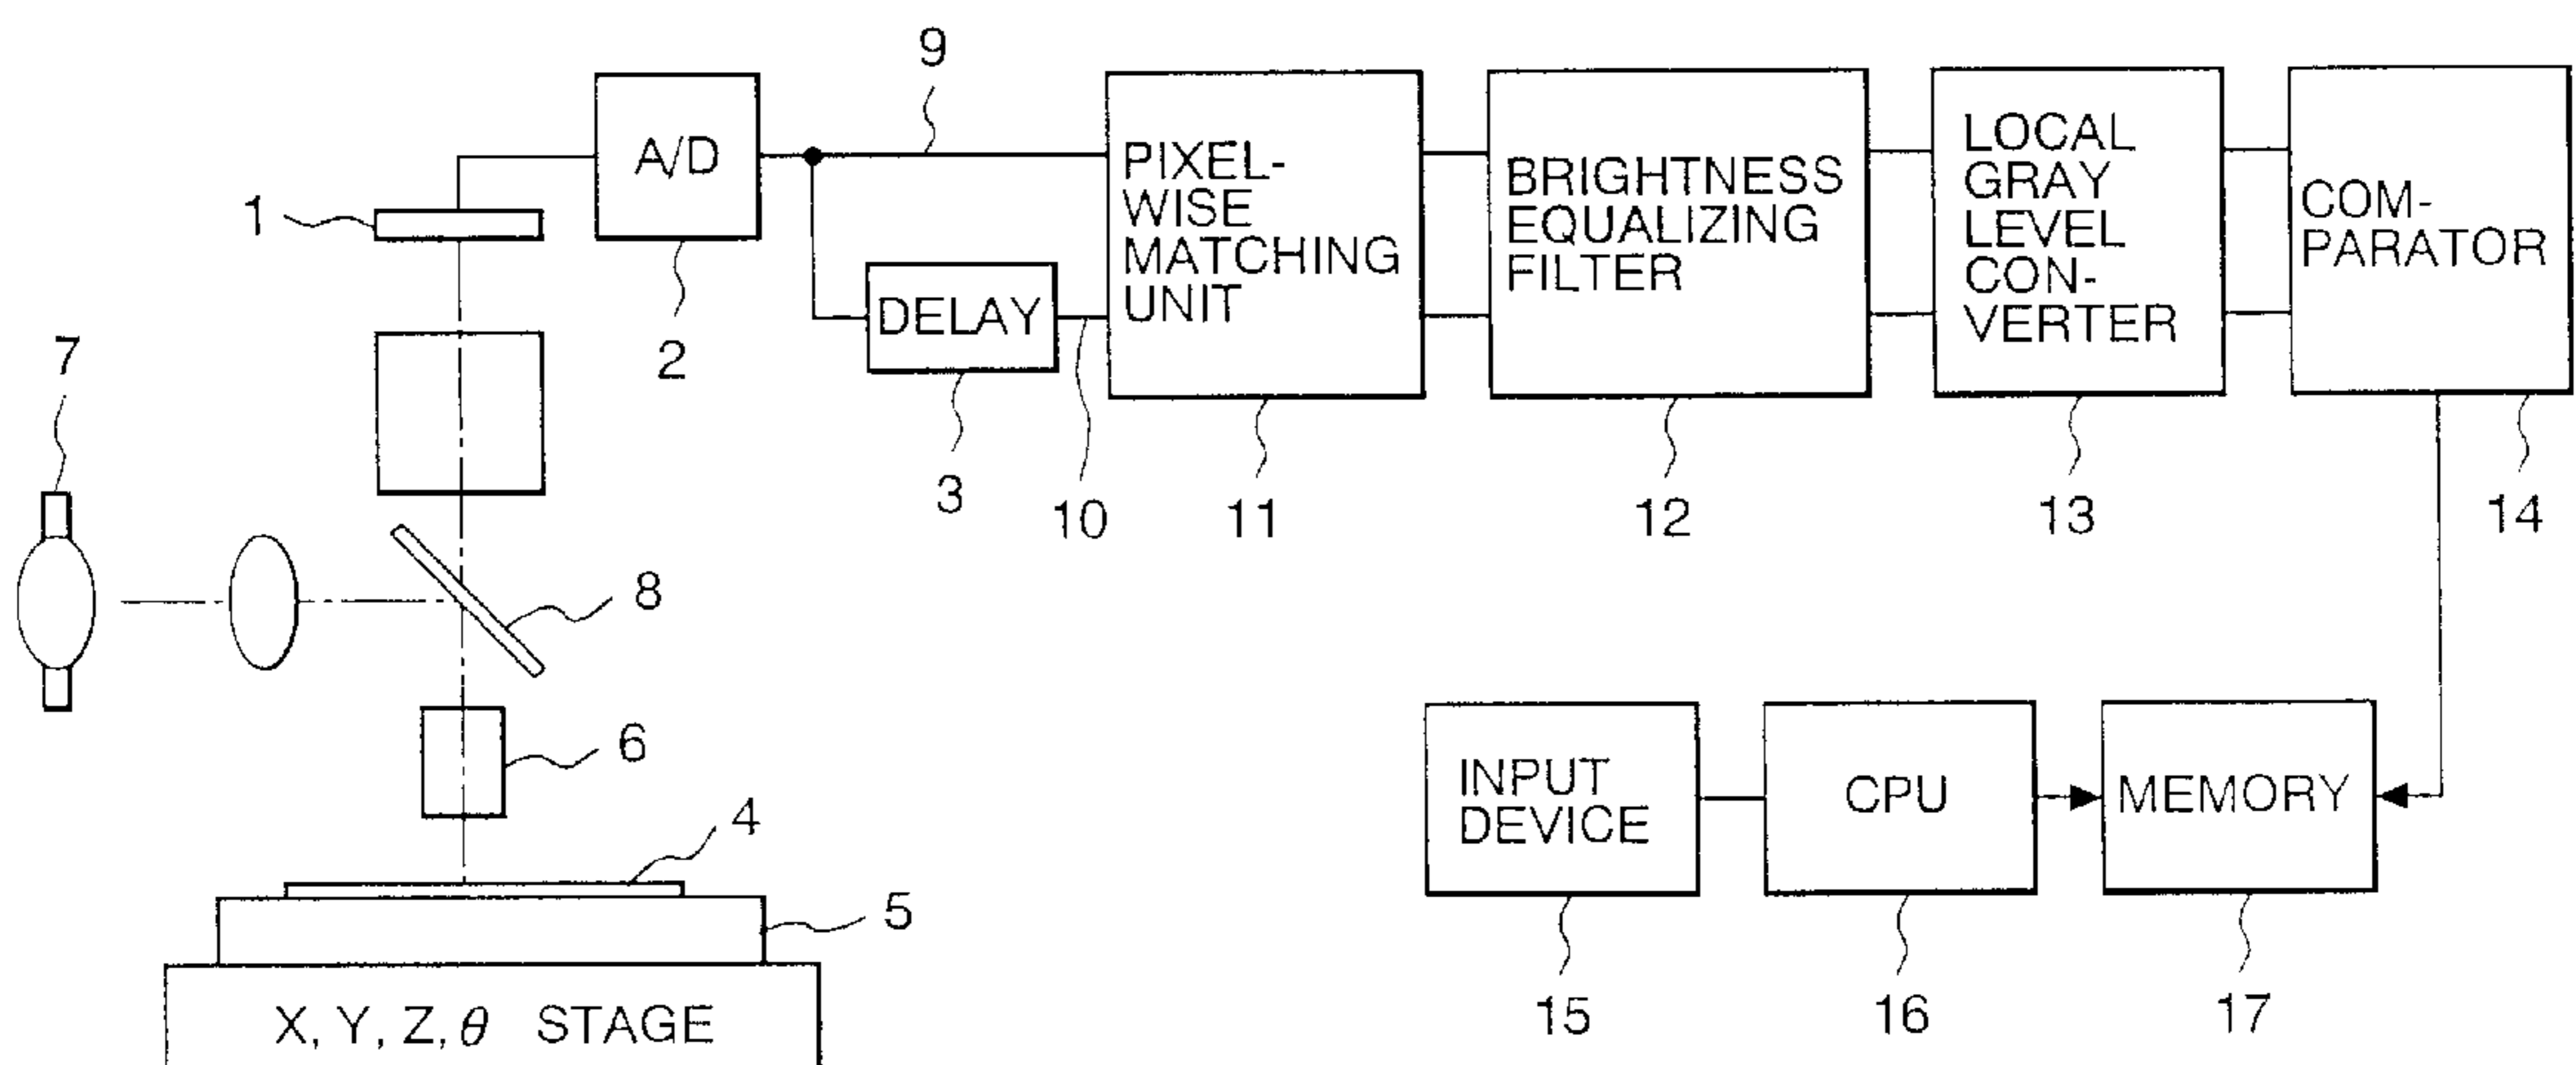 9
A/D
1
2
DELAY
3
10
PIXEL-
WISE
MATCHING
UNIT
11
BRIGHTNESS
EQUALIZING
FILTER
12
LOCAL
GRAY
LEVEL
CON-
VERTER
13
COM-
PARATOR
14
7
8
6
4
5
X, Y, Z, θ STAGE
INPUT
DEVICE
15
CPU
16
MEMORY
17